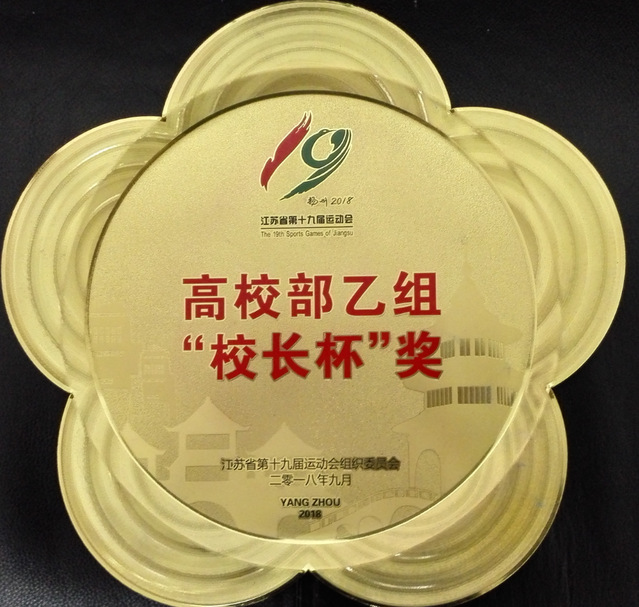 19
扬州2018
江苏省第十九届运动会
The 19th Sports Games of Jiangsu
高校部乙组
“校长杯”奖
江苏省第十九届运动会组织委员会
二零一八年九月
YANG ZHOU
2018